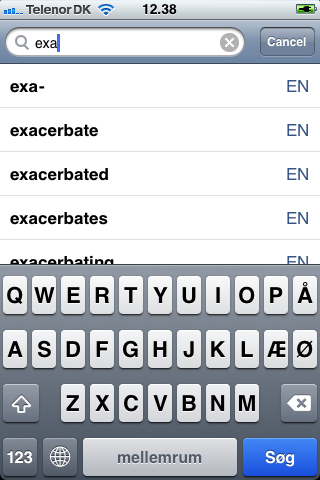 Telenor DK 12.38
exa Cancel
exa- EN
exacerbate EN
exacerbated EN
exacerbates EN
exacerbating EN
Q W E R T Y U I O P Å
A S D F G H J K L Æ Ø
Z X C V B N M
123 mellemrum Søg